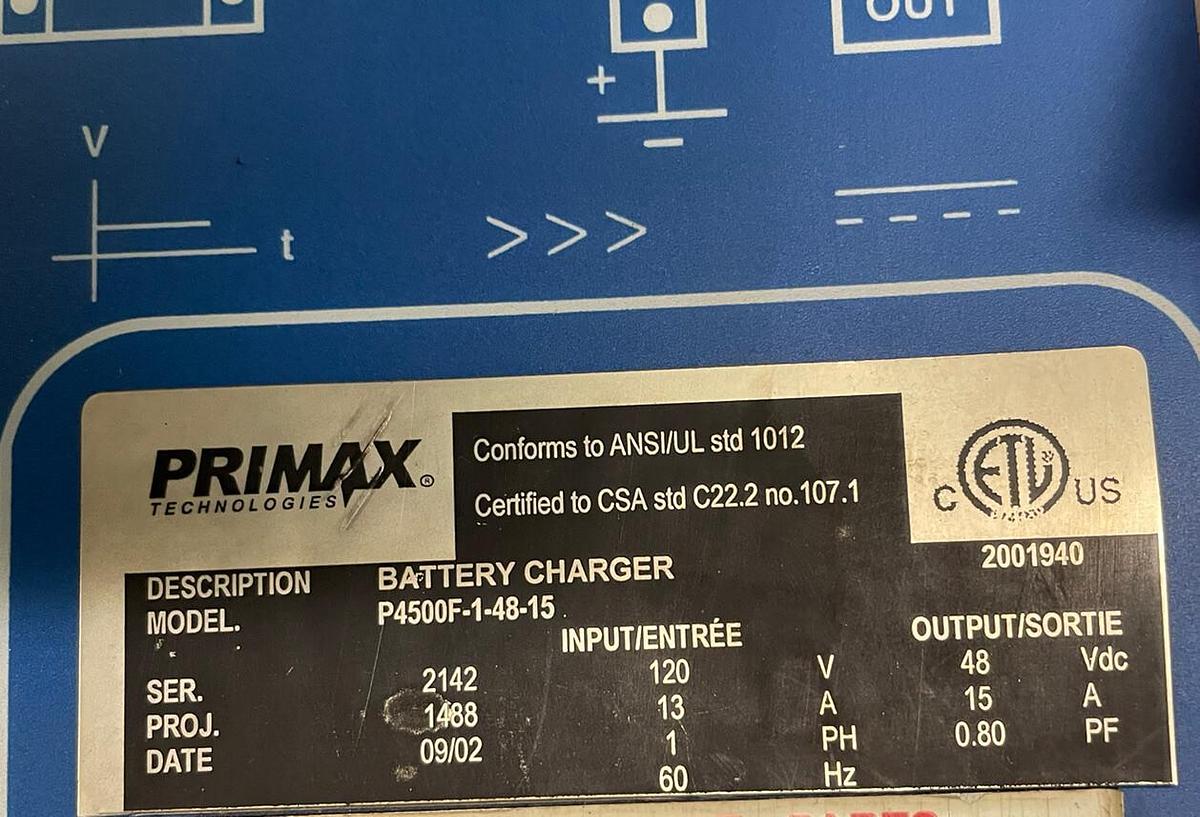 OUT
+
V
t
>>>
PRIMAX®
TECHNOLOGIES
Conforms to ANSI/UL std 1012
Certified to CSA std C22.2 no.107.1
C ETL US
2001940
DESCRIPTION BATTERY CHARGER
MODEL. P4500F-1-48-15
INPUT/ENTRÉE OUTPUT/SORTIE
SER. 2142 120 V 48 Vdc
PROJ. 1488 13 A 15 A
DATE 09/02 1 PH 0.80 PF
60 Hz